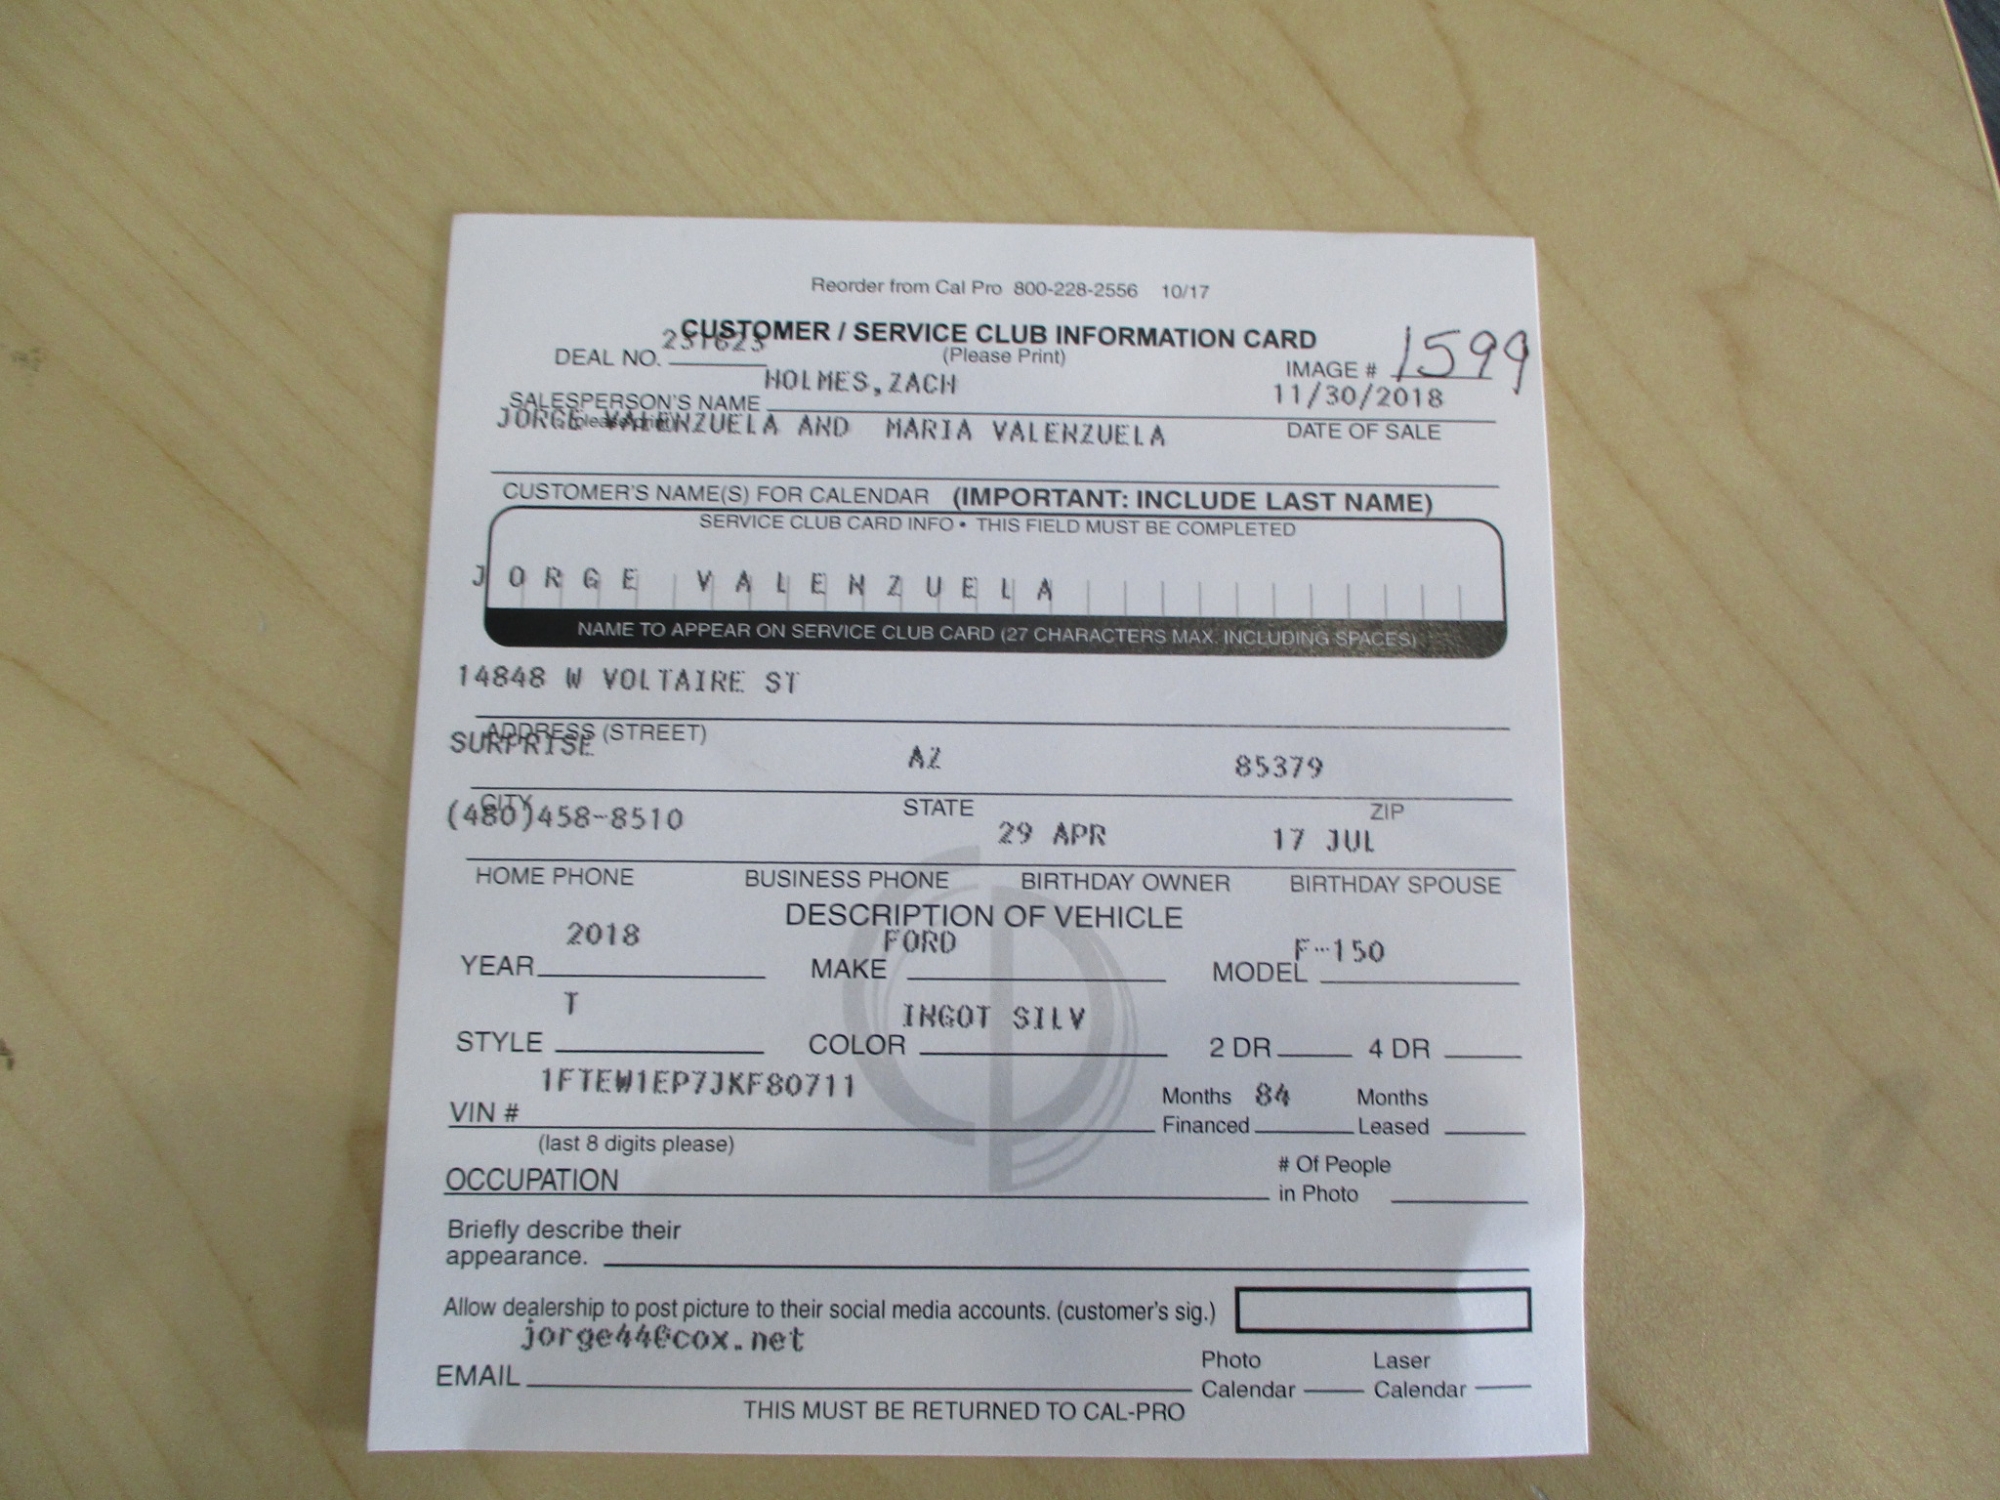 Reorder from Cal Pro 800-228-2556 10/17
CUSTOMER / SERVICE CLUB INFORMATION CARD
(Please Print)
DEAL NO. 231623
IMAGE # 1599
SALESPERSON'S NAME HOLMES,ZACH
(please print)
11/30/2018
DATE OF SALE
JORGE VALENZUELA AND MARIA VALENZUELA
CUSTOMER'S NAME(S) FOR CALENDAR (IMPORTANT: INCLUDE LAST NAME)
SERVICE CLUB CARD INFO • THIS FIELD MUST BE COMPLETED
JORGE VALENZUELA
NAME TO APPEAR ON SERVICE CLUB CARD (27 CHARACTERS MAX. INCLUDING SPACES)
14848 W VOLTAIRE ST
ADDRESS (STREET)
SURPRISE AZ 85379
CITY STATE ZIP
(480)458-8510 29 APR 17 JUL
HOME PHONE BUSINESS PHONE BIRTHDAY OWNER BIRTHDAY SPOUSE
DESCRIPTION OF VEHICLE
YEAR 2018 MAKE FORD MODEL F-150
STYLE T COLOR INGOT SILV 2 DR 4 DR
VIN # 1FTEW1EP7JKF80711
(last 8 digits please)
Months Financed 84 Months Leased
OCCUPATION
# Of People in Photo
Briefly describe their
appearance.
Allow dealership to post picture to their social media accounts. (customer's sig.)
EMAIL jorge44@cox.net
Photo Calendar Laser Calendar
THIS MUST BE RETURNED TO CAL-PRO